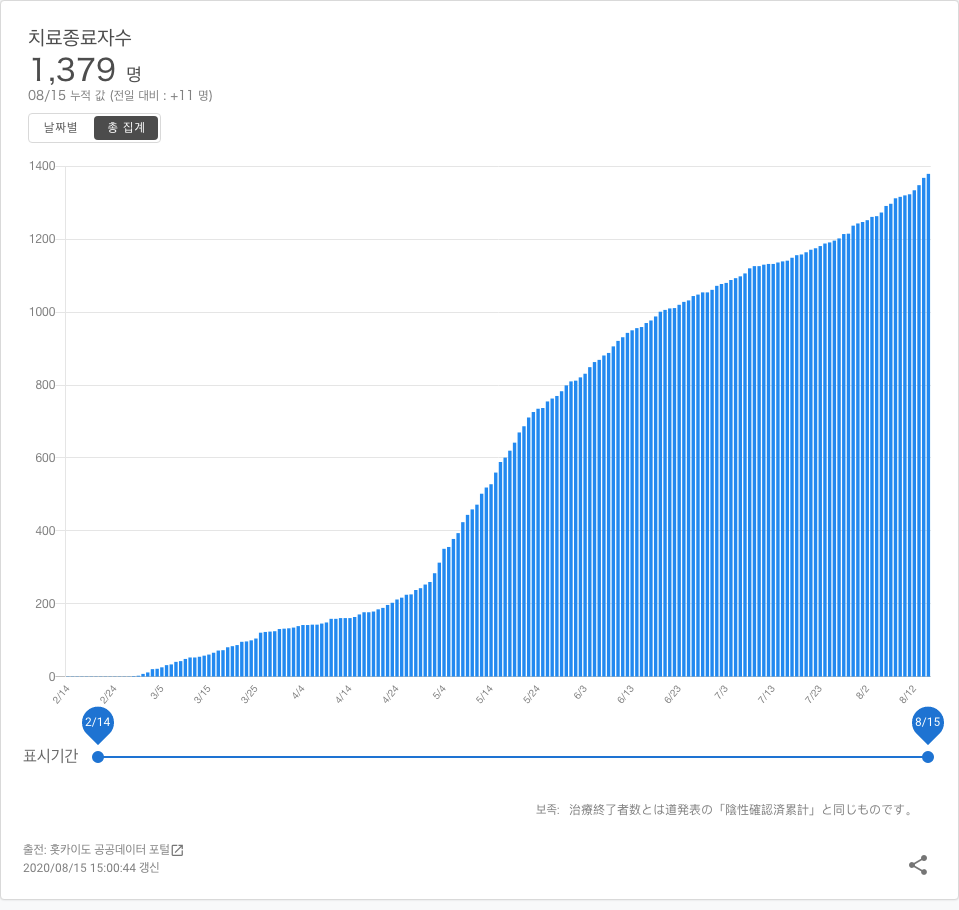 치료종료자수
1,379 명
08/15 누적 값 (전일 대비 : +11 명)
날짜별 총 집계
1400
1200
1000
800
600
400
200
0
2/14 2/24 3/5 3/15 3/25 4/4 4/14 4/24 5/4 5/14 5/24 6/3 6/13 6/23 7/3 7/13 7/23 8/2 8/12
2/14 8/15
표시기간
보족: 治療終了者数とは道発表の「陰性確認済累計」と同じものです。
출전: 홋카이도 공공데이터 포털
2020/08/15 15:00:44 갱신